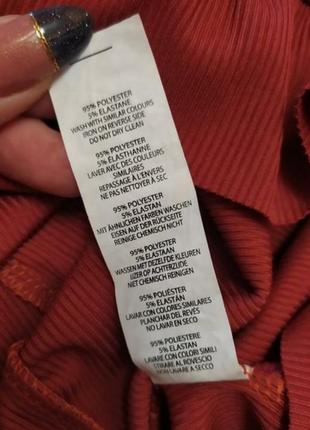 95% POLYESTER
5% ELASTANE
WASH WITH SIMILAR COLOURS
IRON ON REVERSE SIDE
DO NOT DRY CLEAN
95% POLYESTER
5% ÉLASTHANNE
LAVER AVEC DES COULEURS
SIMILAIRES
REPASSAGE À L'ENVERS
NE PAS NETTOYER À SEC
95% POLYESTER
5% ELASTAN
MIT ÄHNLICHEN FARBEN WASCHEN
EISEN AUF DER RÜCKSEITE
REINIGE CHEMISCH NICHT
95% POLYESTER
5% ELASTAAN
WASSEN MET DEZELFDE KLEUREN
IJZER OP ACHTERZIJDE
NIET CHEMISCH REINIGEN
95% POLIÉSTER
5% ELASTÁN
LAVAR CON COLORES SIMILARES
PLANCHAR DEL REVÉS
NO LAVAR EN SECO
95% POLIESTERE
5% ELASTAN
LAVARE CON COLORI SIMILI
STIRARE AL ROVESCIO
NON LAVARE A SECCO